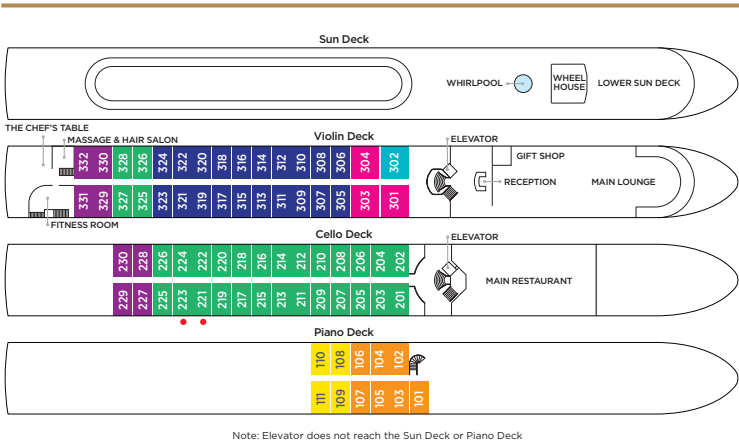 Sun Deck
WHIRLPOOL
WHEEL
HOUSE
LOWER SUN DECK
THE CHEF'S TABLE
MASSAGE & HAIR SALON
Violin Deck
ELEVATOR
332 330 328 326 324 322 320 318 316 314 312 310 308 306 304 302
GIFT SHOP
RECEPTION
MAIN LOUNGE
331 329 327 325 323 321 319 317 315 313 311 309 307 305 303 301
FITNESS ROOM
Cello Deck
ELEVATOR
230 228 226 224 222 220 218 216 214 212 210 208 206 204 202
MAIN RESTAURANT
229 227 225 223 221 219 217 215 213 211 209 207 205 203 201
Piano Deck
110 108 106 104 102
111 109 107 105 103 101
Note: Elevator does not reach the Sun Deck or Piano Deck